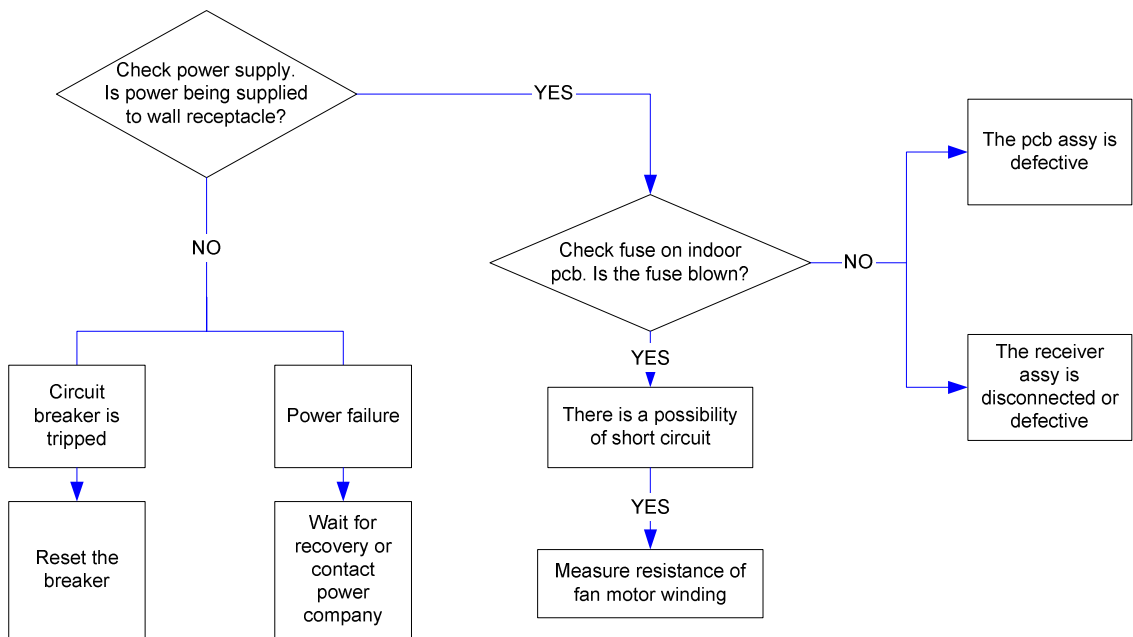 Check power supply.
Is power being supplied
to wall receptacle?
YES
The pcb assy is
defective
NO
Check fuse on indoor
pcb. Is the fuse blown?
NO
YES
The receiver
assy is
disconnected or
defective
Circuit
breaker is
tripped
Power failure
There is a possibility
of short circuit
YES
Reset the
breaker
Wait for
recovery or
contact
power
company
Measure resistance of
fan motor winding